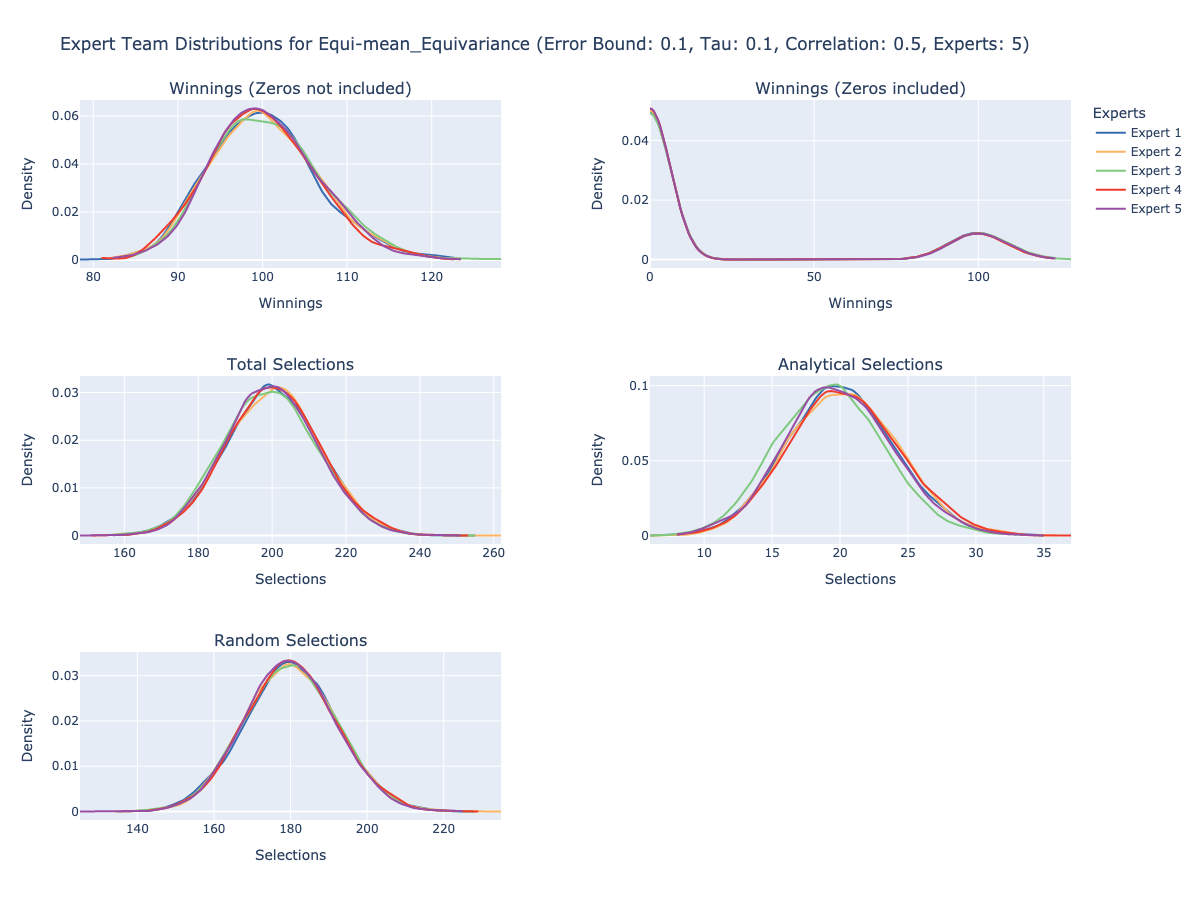 Expert Team Distributions for Equi-mean_Equivariance (Error Bound: 0.1, Tau: 0.1, Correlation: 0.5, Experts: 5)
Winnings (Zeros not included)
0.06
0.04
0.02
0
Density
80 90 100 110 120
Winnings
Winnings (Zeros included)
0.04
0.02
0
Density
0 50 100
Winnings
Experts
Expert 1
Expert 2
Expert 3
Expert 4
Expert 5
Total Selections
0.03
0.02
0.01
0
Density
160 180 200 220 240 260
Selections
Analytical Selections
0.1
0.05
0
Density
10 15 20 25 30 35
Selections
Random Selections
0.03
0.02
0.01
0
Density
140 160 180 200 220
Selections